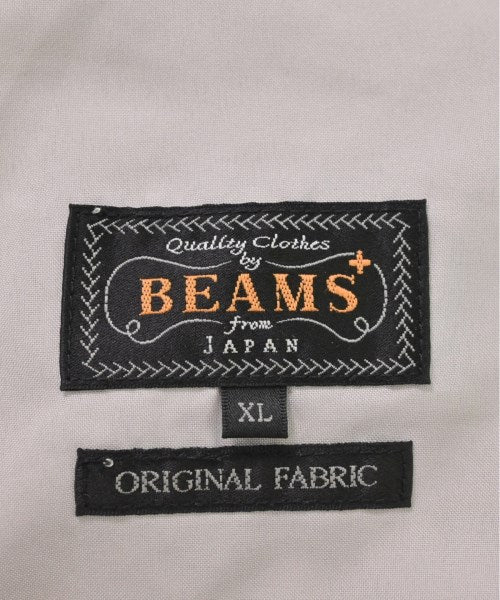 Quality Clothes
by
BEAMS+
from
JAPAN
XL
ORIGINAL FABRIC